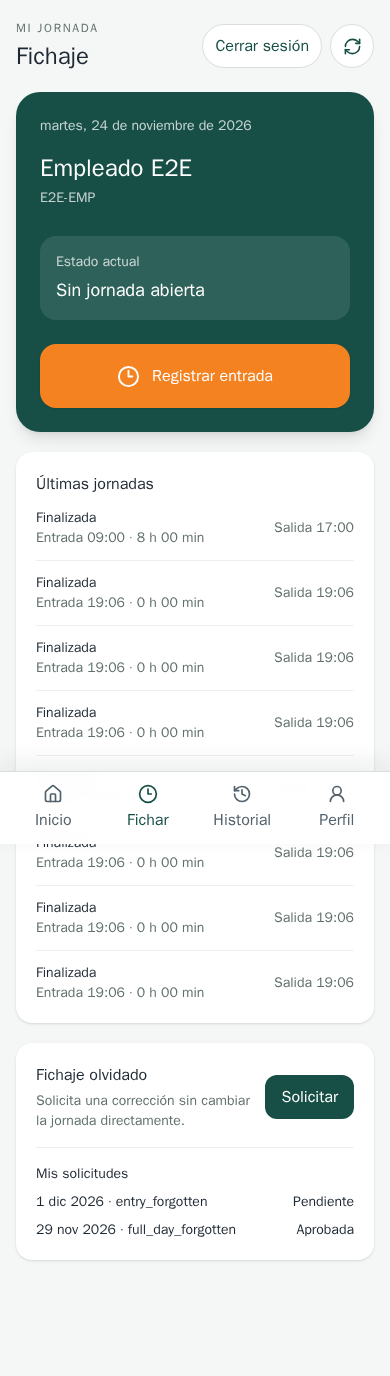 MI JORNADA
Fichaje
Cerrar sesión
martes, 24 de noviembre de 2026
Empleado E2E
E2E-EMP
Estado actual
Sin jornada abierta
Registrar entrada
Últimas jornadas
Finalizada
Entrada 09:00 · 8 h 00 min
Salida 17:00
Finalizada
Entrada 19:06 · 0 h 00 min
Salida 19:06
Finalizada
Entrada 19:06 · 0 h 00 min
Salida 19:06
Finalizada
Entrada 19:06 · 0 h 00 min
Salida 19:06
Inicio
Fichar
Historial
Perfil
Finalizada
Entrada 19:06 · 0 h 00 min
Salida 19:06
Finalizada
Entrada 19:06 · 0 h 00 min
Salida 19:06
Finalizada
Entrada 19:06 · 0 h 00 min
Salida 19:06
Fichaje olvidado
Solicita una corrección sin cambiar
la jornada directamente.
Solicitar
Mis solicitudes
1 dic 2026 · entry_forgotten
Pendiente
29 nov 2026 · full_day_forgotten
Aprobada